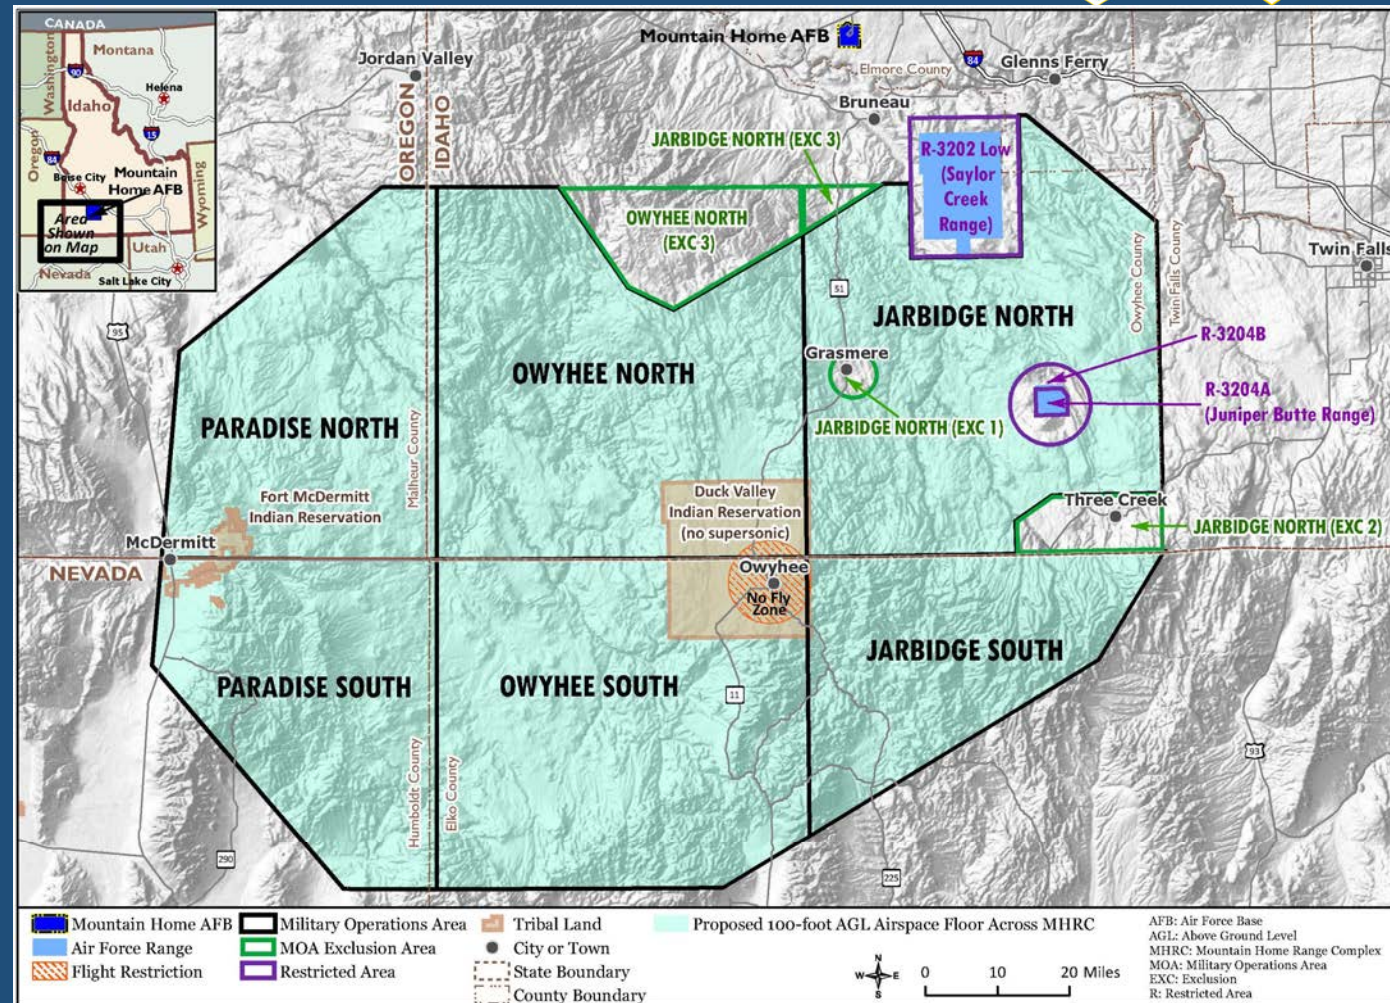 CANADA
Washington
Montana
90
Helena
Idaho
15
Oregon
84
Mountain
Home AFB
Boise City
Wyoming
Area
Shown
on Map
Utah
Nevada
Salt Lake City
Mountain Home AFB
Jordan Valley
84
Glenns Ferry
Elmore County
Bruneau
OREGON
IDAHO
JARBIDGE NORTH (EXC 3)
R-3202 Low
(Saylor
Creek
Range)
OWYHEE NORTH
(EXC 3)
Twin Falls
Owyhee County
Twin Falls County
51
95
JARBIDGE NORTH
R-3204B
Grasmere
OWYHEE NORTH
R-3204A
(Juniper Butte Range)
PARADISE NORTH
JARBIDGE NORTH (EXC 1)
Malheur County
Fort McDermitt
Indian Reservation
Duck Valley
Indian Reservation
(no supersonic)
Three Creek
JARBIDGE NORTH (EXC 2)
McDermitt
NEVADA
Owyhee
No Fly
Zone
JARBIDGE SOUTH
PARADISE SOUTH
OWYHEE SOUTH
11
93
Humboldt County
Elko County
290
225
Mountain Home AFB
Air Force Range
Flight Restriction
Military Operations Area
MOA Exclusion Area
Restricted Area
Tribal Land
City or Town
State Boundary
County Boundary
Proposed 100-foot AGL Airspace Floor Across MHRC
N
W E
S
0 10 20 Miles
AFB: Air Force Base
AGL: Above Ground Level
MHRC: Mountain Home Range Complex
MOA: Military Operations Area
EXC: Exclusion
R: Restricted Area